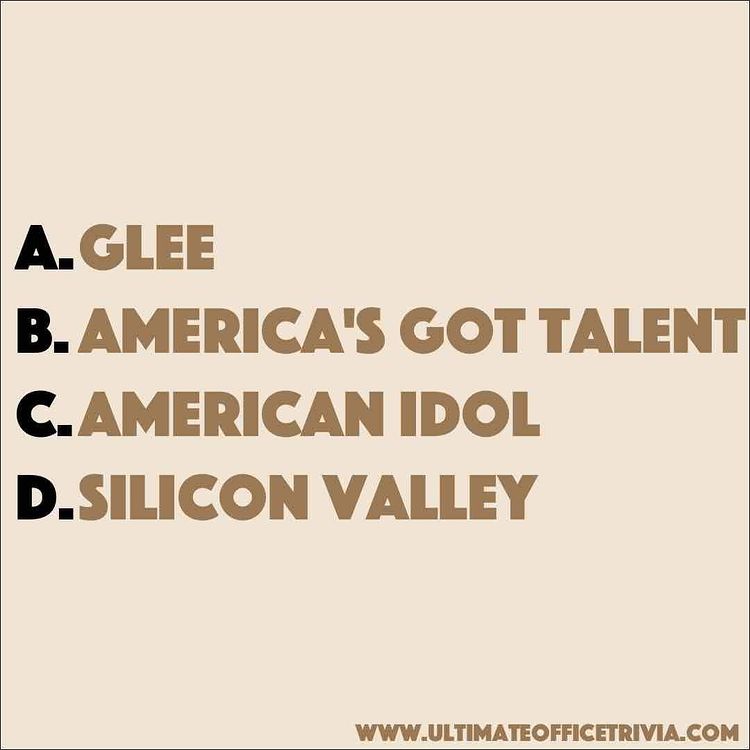 A. GLEE
B. AMERICA'S GOT TALENT
C. AMERICAN IDOL
D. SILICON VALLEY
WWW.ULTIMATEOFFICETRIVIA.COM